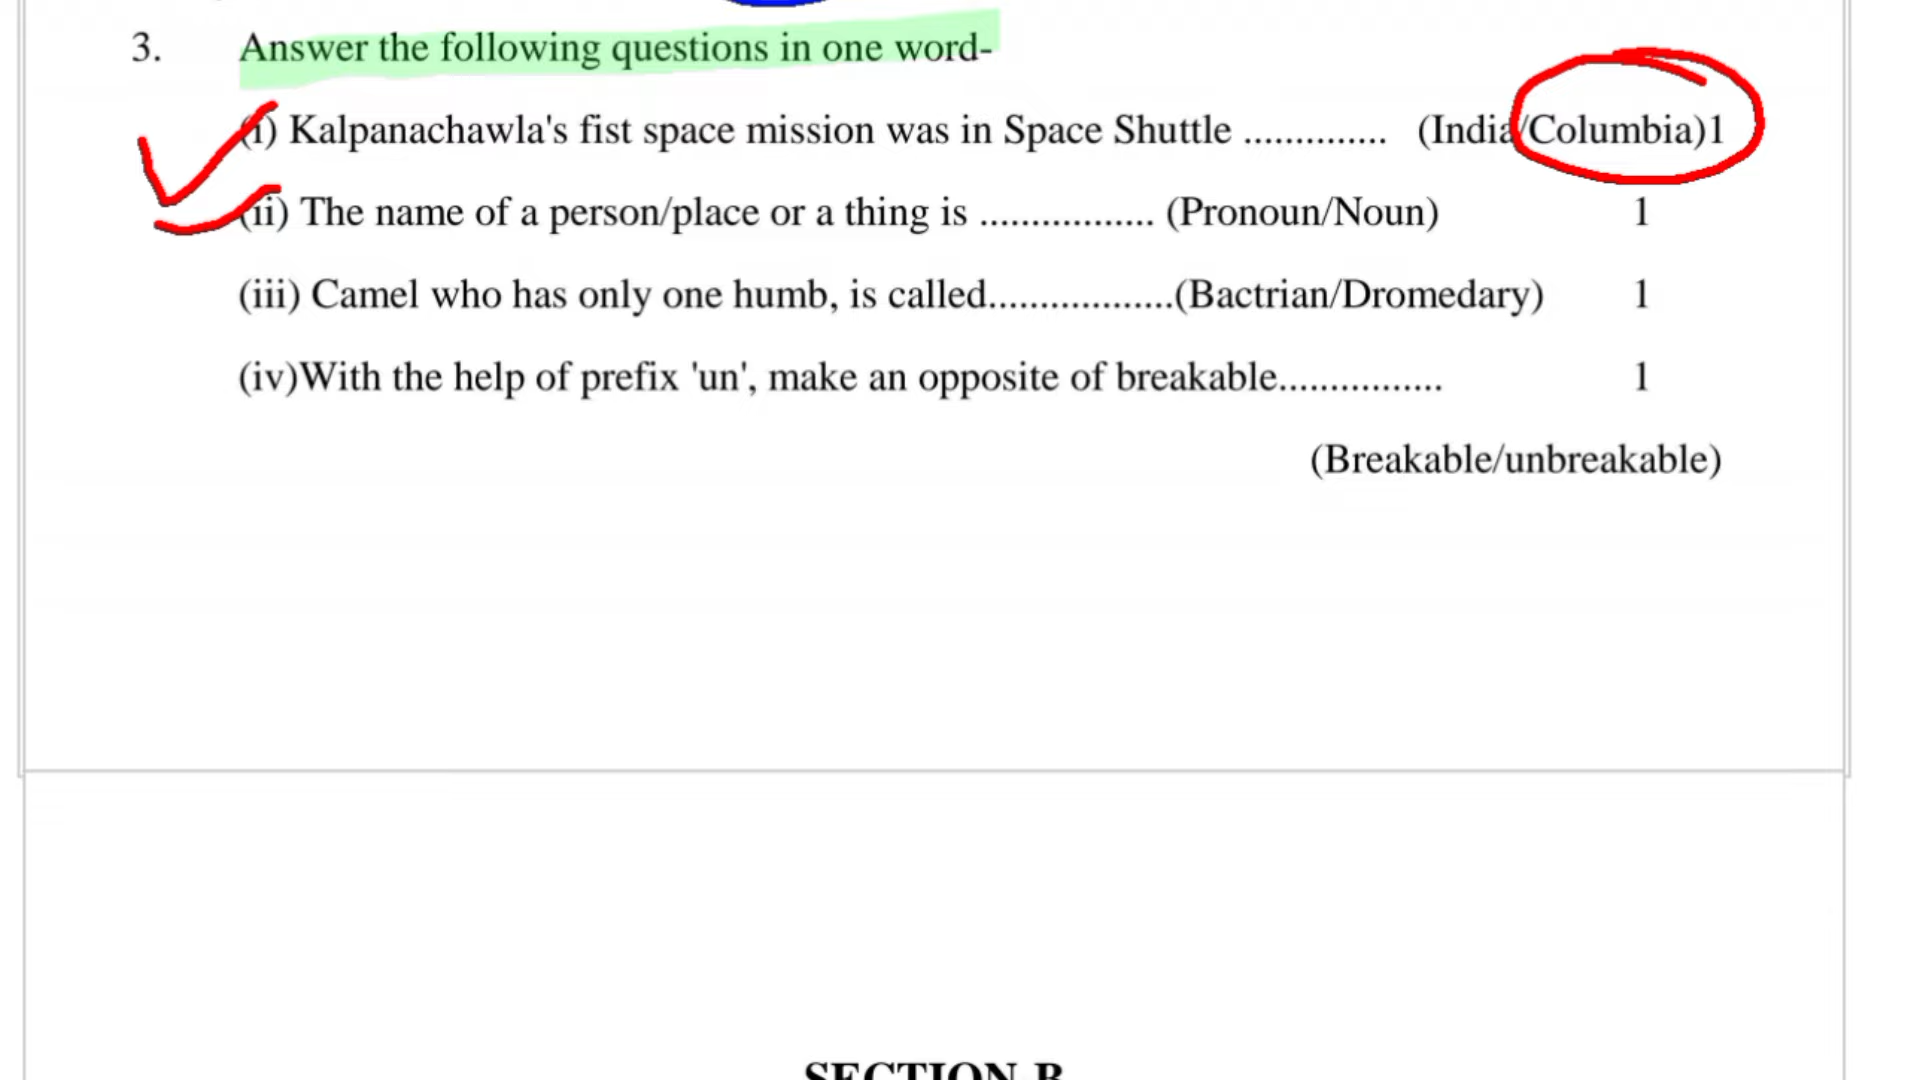 3. Answer the following questions in one word-
(i) Kalpanachawla's fist space mission was in Space Shuttle .............. (India/Columbia)1
(ii) The name of a person/place or a thing is ................. (Pronoun/Noun) 1
(iii) Camel who has only one humb, is called..................(Bactrian/Dromedary) 1
(iv)With the help of prefix 'un', make an opposite of breakable................ 1
(Breakable/unbreakable)
SECTION-B